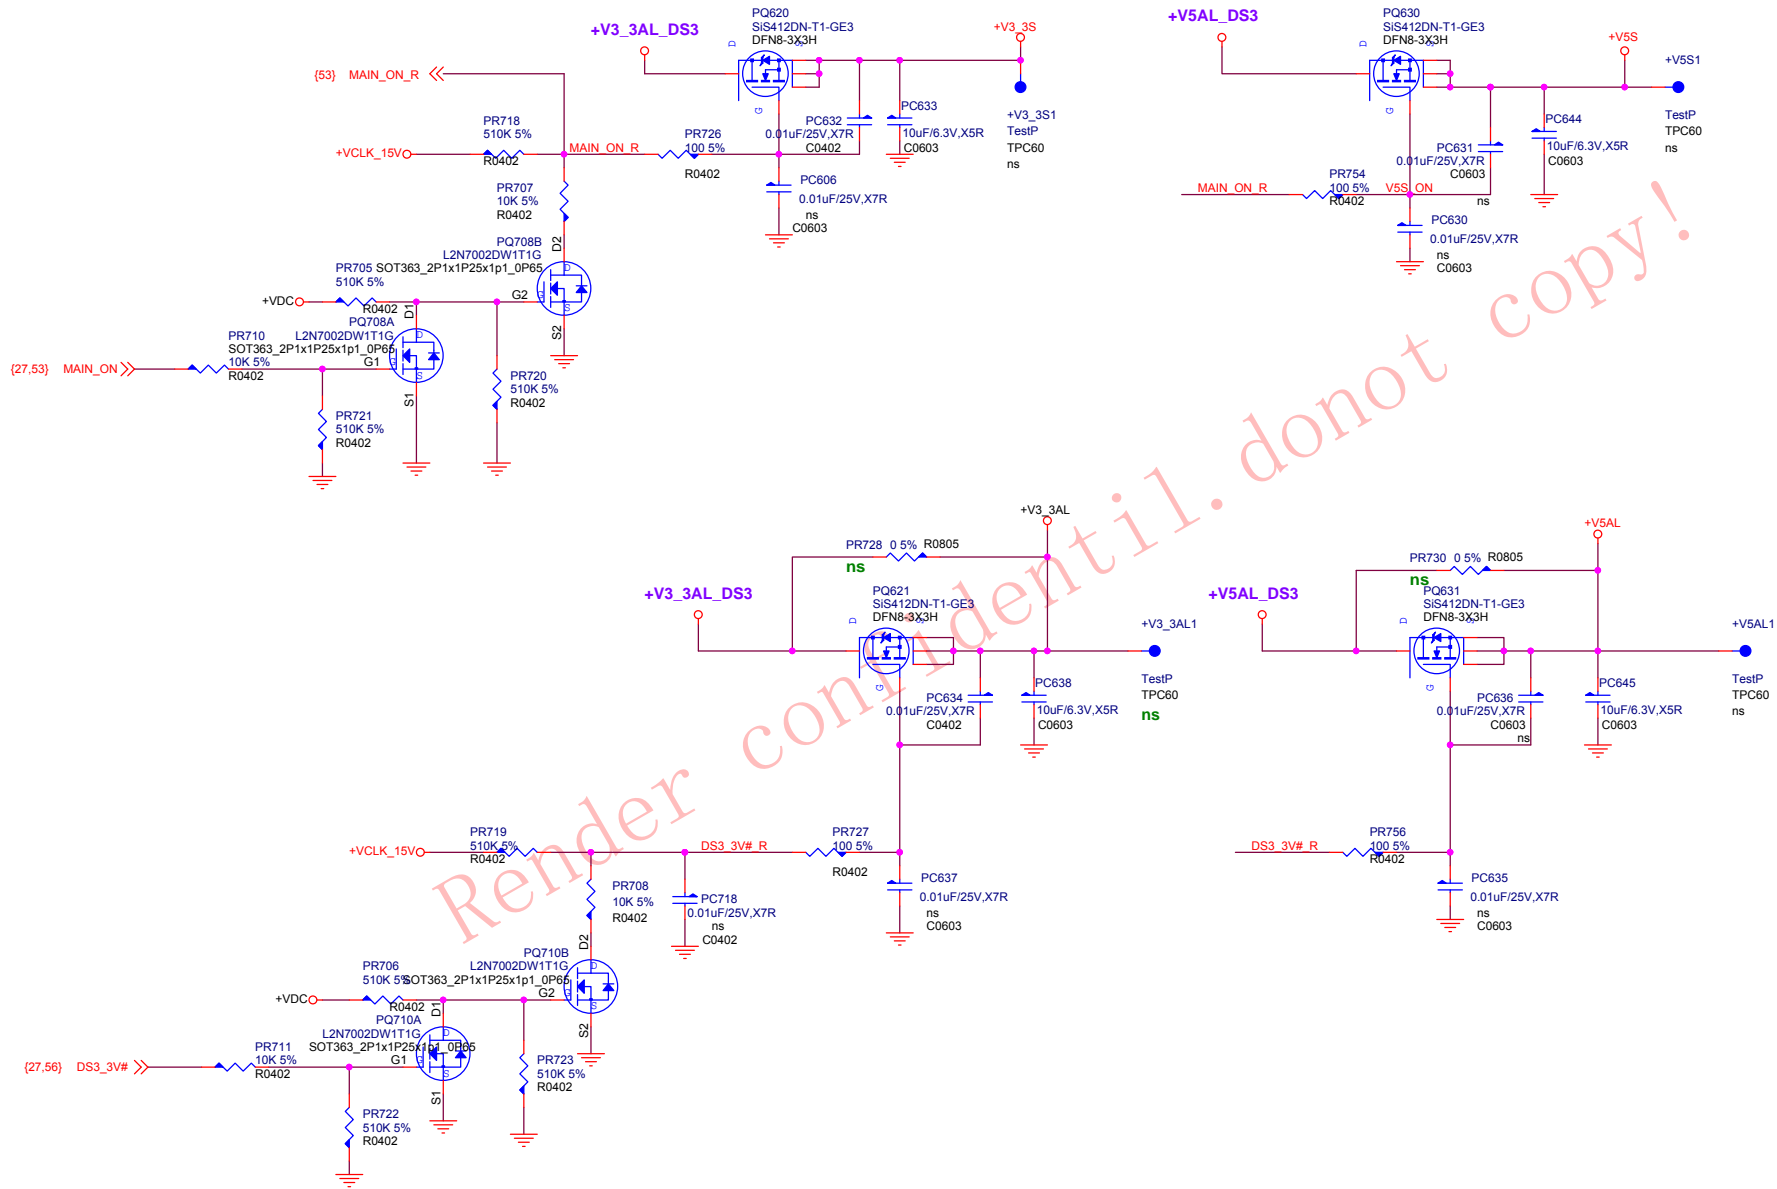 +V3_3AL_DS3
PQ620
SiS412DN-T1-GE3
DFN8-3X3H
D
S
G
+V3_3S
{53} MAIN_ON_R
PR718
510K 5%
R0402
+VCLK_15V
MAIN_ON_R
PR726
100 5%
R0402
PC632
0.01uF/25V,X7R
C0402
PC633
10uF/6.3V,X5R
C0603
+V3_3S1
TestP
TPC60
ns
PC606
0.01uF/25V,X7R
ns
C0603
PR707
10K 5%
R0402
D2
PQ708B
L2N7002DW1T1G
SOT363_2P1x1P25x1p1_0P65
D
G
S
G2
S2
PR705
510K 5%
R0402
+VDC
D1
PQ708A
L2N7002DW1T1G
SOT363_2P1x1P25x1p1_0P65
D
G
S
G1
S1
PR710
10K 5%
R0402
{27,53} MAIN_ON
PR721
510K 5%
R0402
PR720
510K 5%
R0402
+V5AL_DS3
PQ630
SiS412DN-T1-GE3
DFN8-3X3H
D
S
G
+V5S
+V5S1
TestP
TPC60
ns
PC644
10uF/6.3V,X5R
C0603
PC631
0.01uF/25V,X7R
C0603
ns
MAIN_ON_R
PR754
100 5%
R0402
V5S_ON
PC630
0.01uF/25V,X7R
ns
C0603
+V3_3AL
PR728 0 5% R0805
ns
+V3_3AL_DS3
PQ621
SiS412DN-T1-GE3
DFN8-3X3H
D
S
G
+V3_3AL1
TestP
TPC60
ns
PC634
0.01uF/25V,X7R
C0402
PC638
10uF/6.3V,X5R
C0603
+V5AL
PR730 0 5% R0805
ns
+V5AL_DS3
PQ631
SiS412DN-T1-GE3
DFN8-3X3H
D
S
G
+V5AL1
TestP
TPC60
ns
PC636
0.01uF/25V,X7R
C0603
ns
PC645
10uF/6.3V,X5R
C0603
PR719
510K 5%
R0402
+VCLK_15V
DS3_3V#_R
PR727
100 5%
R0402
PR708
10K 5%
R0402
PC718
0.01uF/25V,X7R
ns
C0402
PC637
0.01uF/25V,X7R
ns
C0603
DS3_3V#_R
PR756
100 5%
R0402
PC635
0.01uF/25V,X7R
ns
C0603
D2
PQ710B
L2N7002DW1T1G
SOT363_2P1x1P25x1p1_0P65
D
G
S
G2
S2
PR706
510K 5%
R0402
+VDC
D1
PQ710A
L2N7002DW1T1G
SOT363_2P1x1P25x1p1_0P65
D
G
S
G1
S1
PR711
10K 5%
R0402
{27,56} DS3_3V#
PR723
510K 5%
R0402
PR722
510K 5%
R0402
Render confidentil.donot copy!